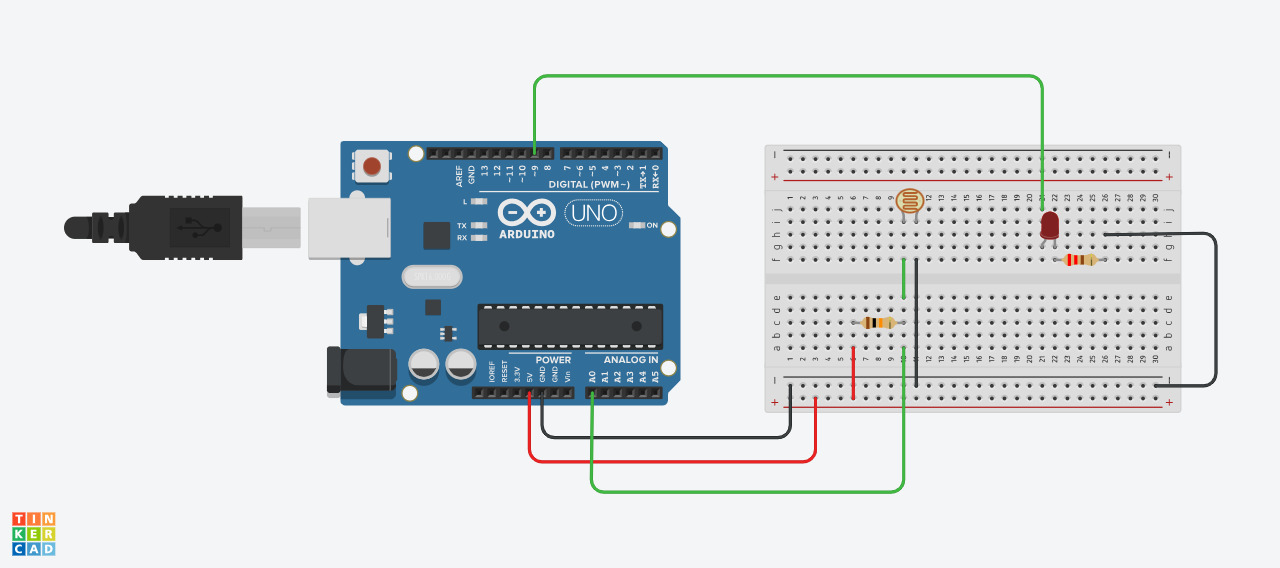 AREF
GND
13
12
~11
~10
~9
8
7
~6
~5
4
~3
2
TX→1
RX←0
DIGITAL (PWM~)
L
TX
RX
ARDUINO
UNO
ON
POWER
ANALOG IN
IOREF
RESET
3.3V
5V
GND
GND
Vin
A0
A1
A2
A3
A4
A5
1 2 3 4 5 6 7 8 9 12 13 14 15 16 17 18 19 20 21 22 23 24 25 26 27 28 29 30
j j
i i
h h
g g
f f
e e
d d
c c
b b
a a
1 2 3 4 5 6 7 8 9 10 11 12 13 14 15 16 17 18 19 20 21 22 23 24 25 26 27 28 29 30
TIN
KER
CAD